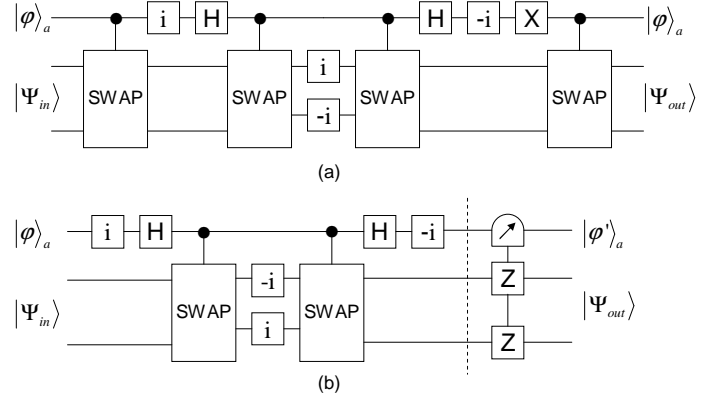 |φ⟩a i H H -i X |φ⟩a
|Ψin⟩ SWAP SWAP i -i SWAP SWAP |Ψout⟩
(a)
|φ⟩a i H H -i |φ'⟩a
|Ψin⟩ SWAP -i i SWAP Z Z |Ψout⟩
(b)